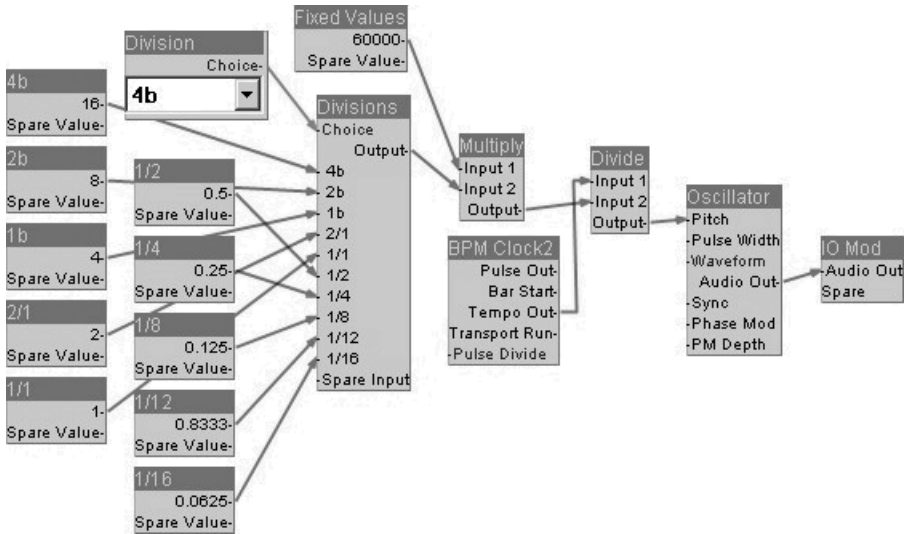 Fixed Values
60000-
Spare Value-
Division
Choice-
4b
4b
16-
Spare Value-
2b
8-
Spare Value-
1b
4-
Spare Value-
2/1
2-
Spare Value-
1/1
1-
Spare Value-
1/2
0.5-
Spare Value-
1/4
0.25-
Spare Value-
1/8
0.125-
Spare Value-
1/12
0.8333-
Spare Value-
1/16
0.0625-
Spare Value-
Divisions
-Choice
Output-
4b
2b
1b
2/1
1/1
1/2
1/4
1/8
1/12
1/16
-Spare Input
Multiply
-Input 1
-Input 2
Output-
BPM Clock2
Pulse Out-
Bar Start-
Tempo Out-
Transport Run-
-Pulse Divide
Divide
-Input 1
-Input 2
Output-
Oscillator
-Pitch
-Pulse Width
-Waveform
Audio Out-
-Sync
-Phase Mod
-PM Depth
IO Mod
-Audio Out
Spare